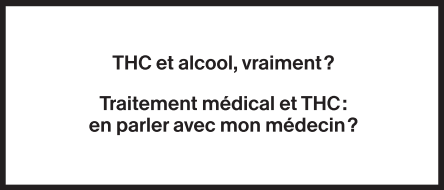 THC et alcool, vraiment ?
Traitement médical et THC :
en parler avec mon médecin ?